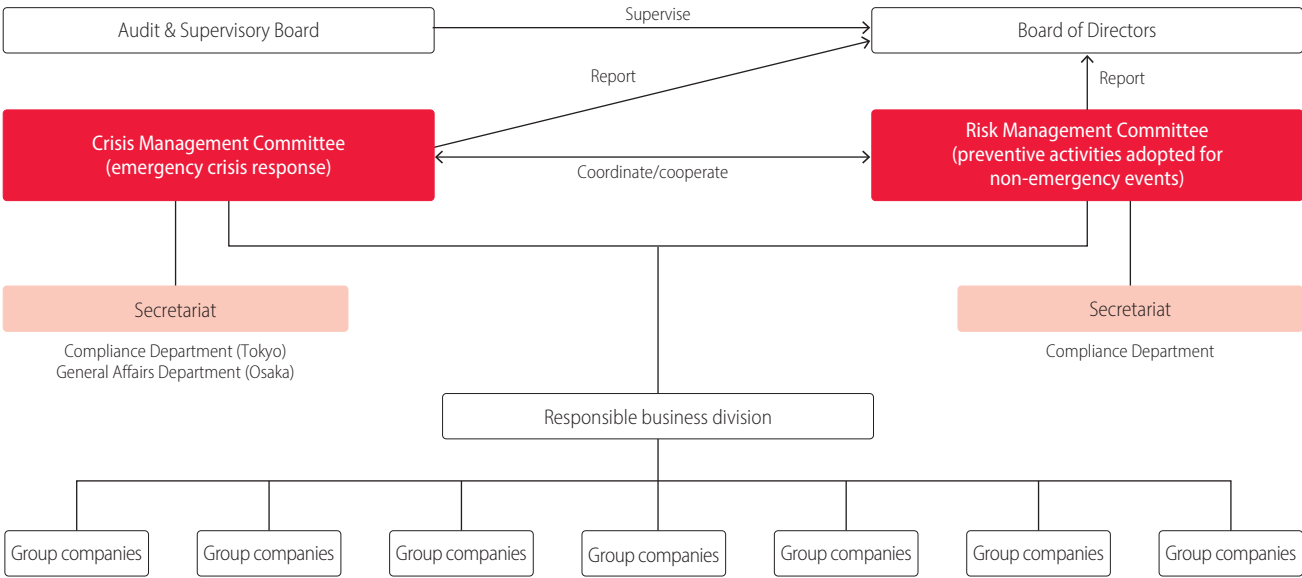 Audit & Supervisory Board
Supervise
Board of Directors
Report
Report
Crisis Management Committee
(emergency crisis response)
Coordinate/cooperate
Risk Management Committee
(preventive activities adopted for
non-emergency events)
Secretariat
Compliance Department (Tokyo)
General Affairs Department (Osaka)
Secretariat
Compliance Department
Responsible business division
Group companies
Group companies
Group companies
Group companies
Group companies
Group companies
Group companies